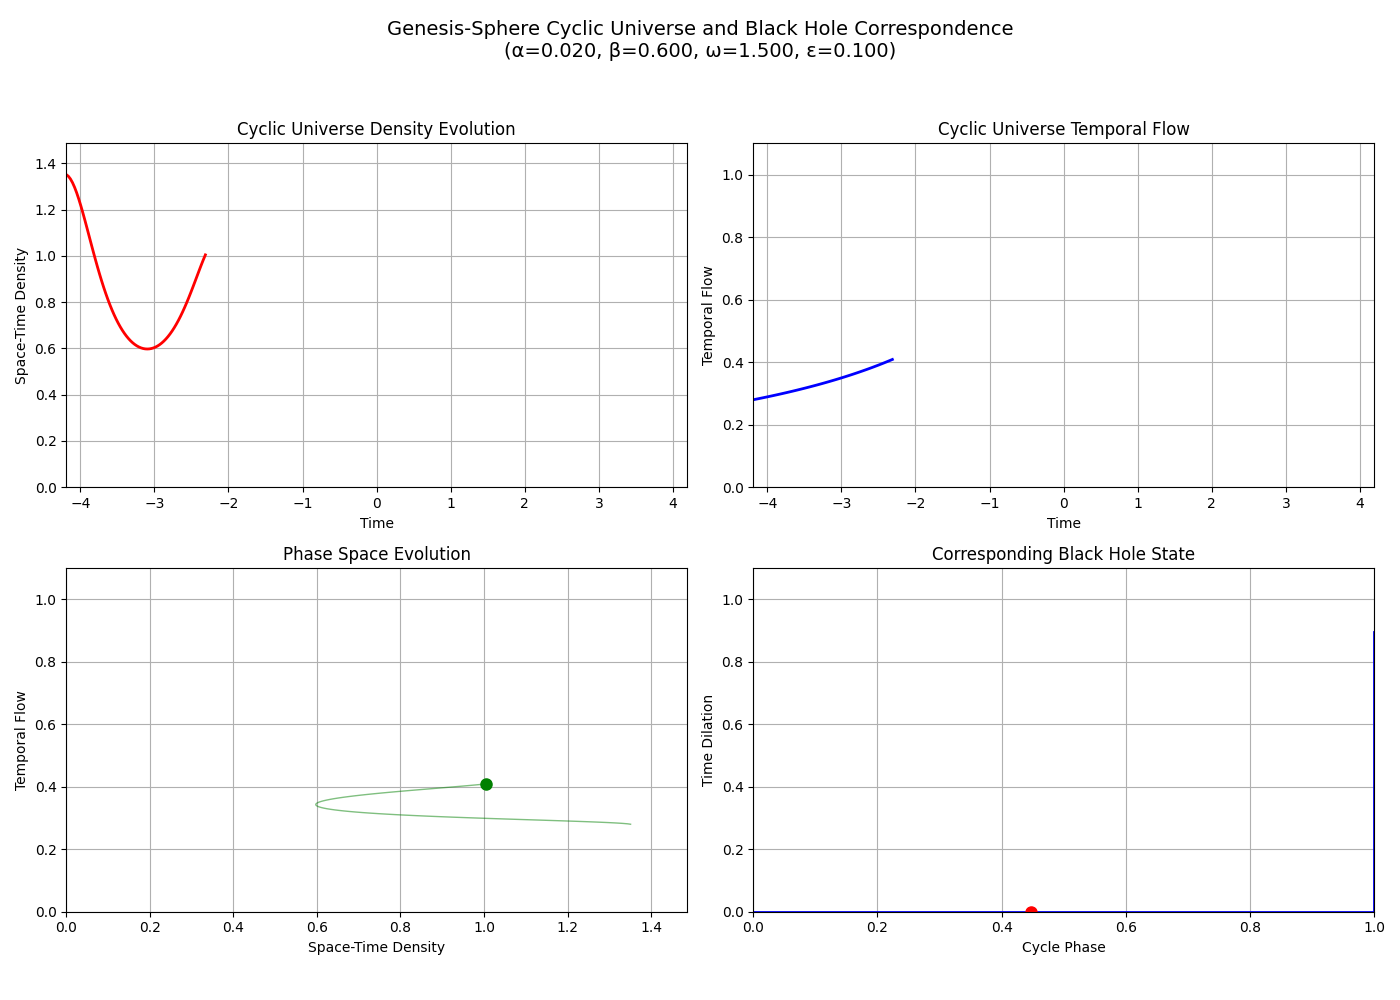 Genesis-Sphere Cyclic Universe and Black Hole Correspondence
(α=0.020, β=0.600, ω=1.500, ε=0.100)
Cyclic Universe Density Evolution
Space-Time Density
1.4
1.2
1.0
0.8
0.6
0.4
0.2
0.0
−4 −3 −2 −1 0 1 2 3 4
Time
Cyclic Universe Temporal Flow
Temporal Flow
1.0
0.8
0.6
0.4
0.2
0.0
−4 −3 −2 −1 0 1 2 3 4
Time
Phase Space Evolution
Temporal Flow
1.0
0.8
0.6
0.4
0.2
0.0
0.0 0.2 0.4 0.6 0.8 1.0 1.2 1.4
Space-Time Density
Corresponding Black Hole State
Time Dilation
1.0
0.8
0.6
0.4
0.2
0.0
0.0 0.2 0.4 0.6 0.8 1.0
Cycle Phase